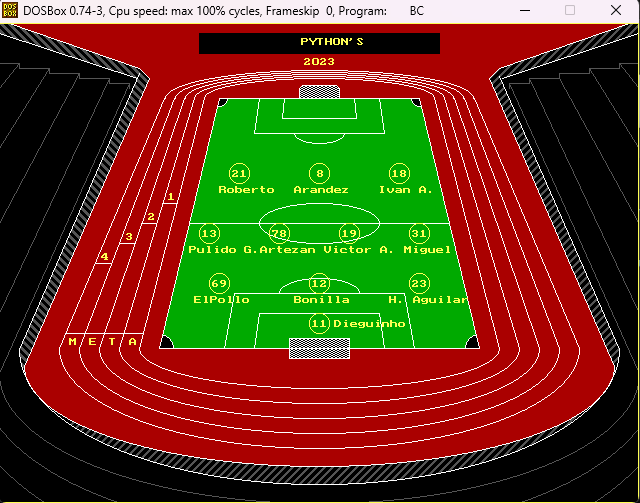 DOSBox 0.74-3, Cpu speed: max 100% cycles, Frameskip 0, Program: BC
PYTHON'S
2023
21 8 18
Roberto Arandez Ivan A.
1
2
3
4
13 78 19 31
Pulido G.Artezan Victor A. Miguel
69 12 23
ElPollo Bonilla H. Aguilar
11 Dieguinho
M E T A